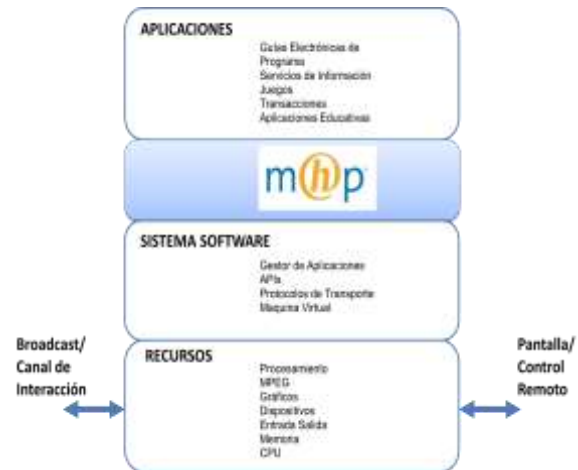 APLICACIONES
Guías Electrónicas de
Programa
Servicios de Información
Juegos
Transacciones
Aplicaciones Educativas
mhp
SISTEMA SOFTWARE
Gestor de Aplicaciones
APIs
Protocolos de Transporte
Maquina Virtual
Broadcast/
Canal de
Interacción
RECURSOS
Procesamiento
MPEG
Gráficos
Dispositivos
Entrada Salida
Memoria
CPU
Pantalla/
Control
Remoto